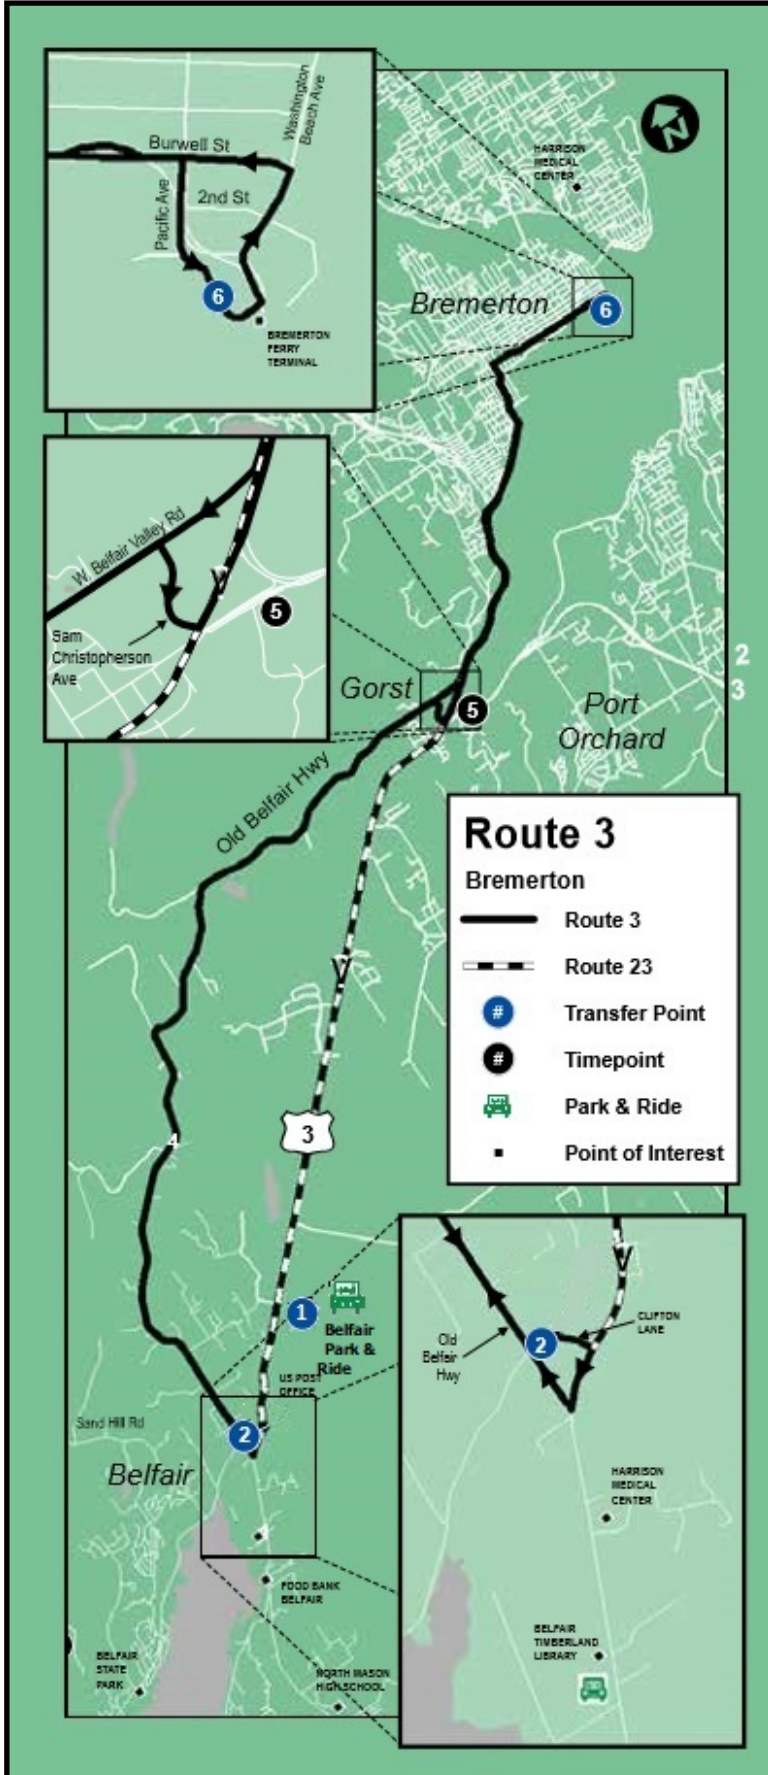 Washington
Beach Ave
Burwell St
Pacific Ave
2nd St
6
BREMERTON
FERRY
TERMINAL
N
HARRISON
MEDICAL
CENTER
Bremerton
6
W. Belfair Valley Rd
5
Sam
Christopherson
Ave
Gorst
5
2
3
Port
Orchard
Old Belfair Hwy
Route 3
Bremerton
Route 3
Route 23
# Transfer Point
# Timepoint
Park & Ride
Point of Interest
4
3
1
Belfair
Park &
Ride
US POST
OFFICE
Sand Hill Rd
2
Belfair
FOOD BANK
BELFAIR
BELFAIR
STATE
PARK
NORTH MASON
HIGH SCHOOL
CLIFTON
LANE
2
Old
Belfair
Hwy
HARRISON
MEDICAL
CENTER
BELFAIR
TIMBERLAND
LIBRARY